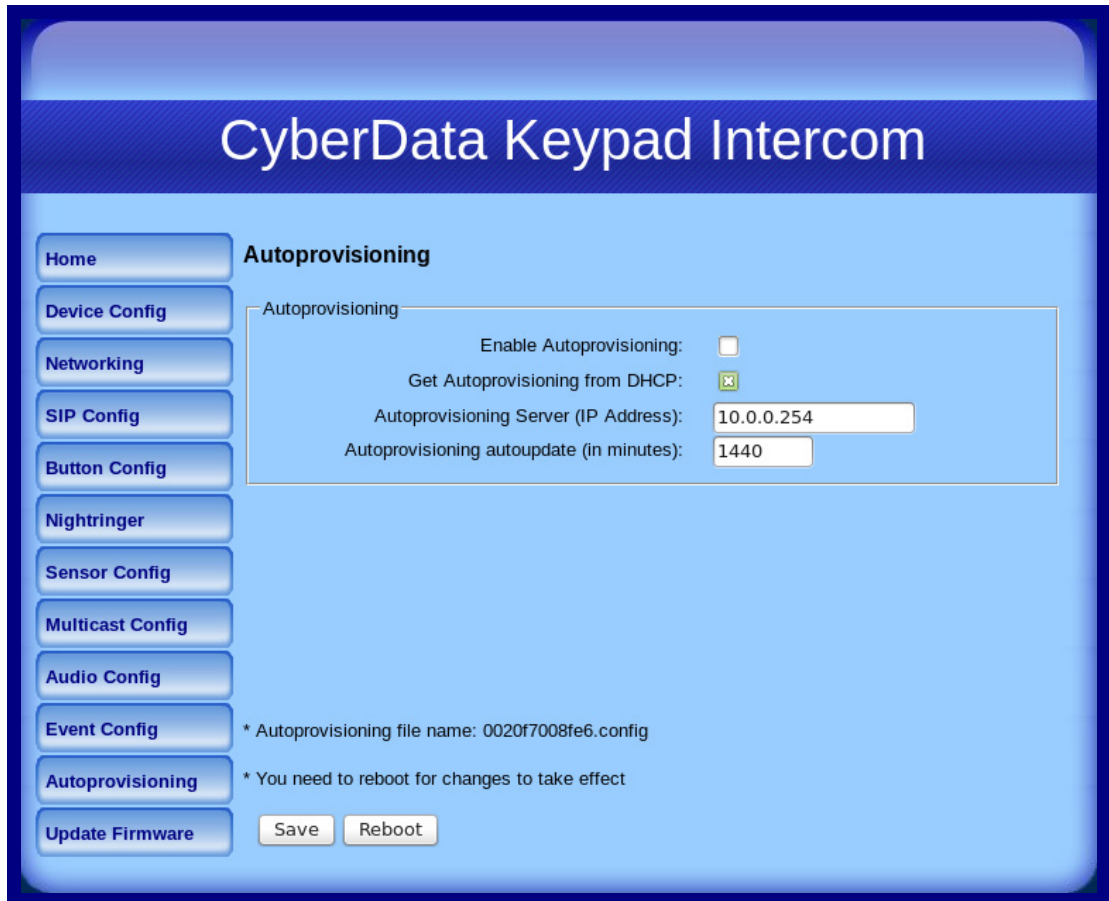 CyberData Keypad Intercom
Home
Device Config
Networking
SIP Config
Button Config
Nightringer
Sensor Config
Multicast Config
Audio Config
Event Config
Autoprovisioning
Update Firmware
Autoprovisioning
Autoprovisioning
Enable Autoprovisioning:
Get Autoprovisioning from DHCP:
Autoprovisioning Server (IP Address): 10.0.0.254
Autoprovisioning autoupdate (in minutes): 1440
* Autoprovisioning file name: 0020f7008fe6.config
* You need to reboot for changes to take effect
Save Reboot